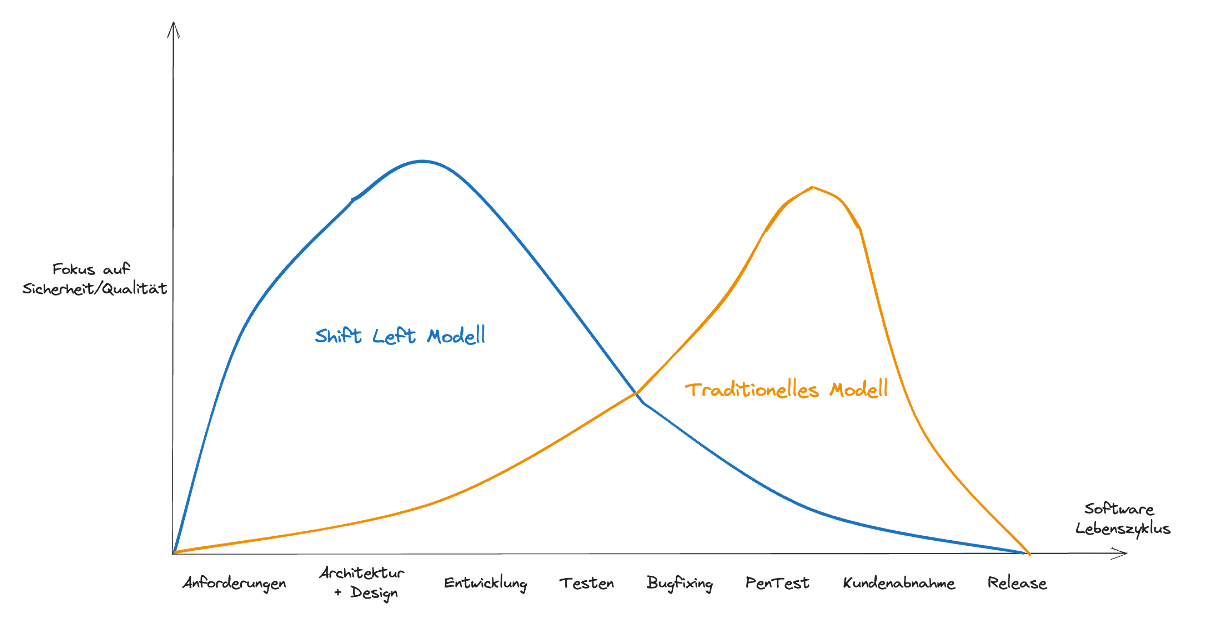 Fokus auf
Sicherheit/Qualität
Shift Left Modell
Traditionelles Modell
Software
Lebenszyklus
Anforderungen
Architektur
+ Design
Entwicklung
Testen
Bugfixing
PenTest
Kundenabnahme
Release